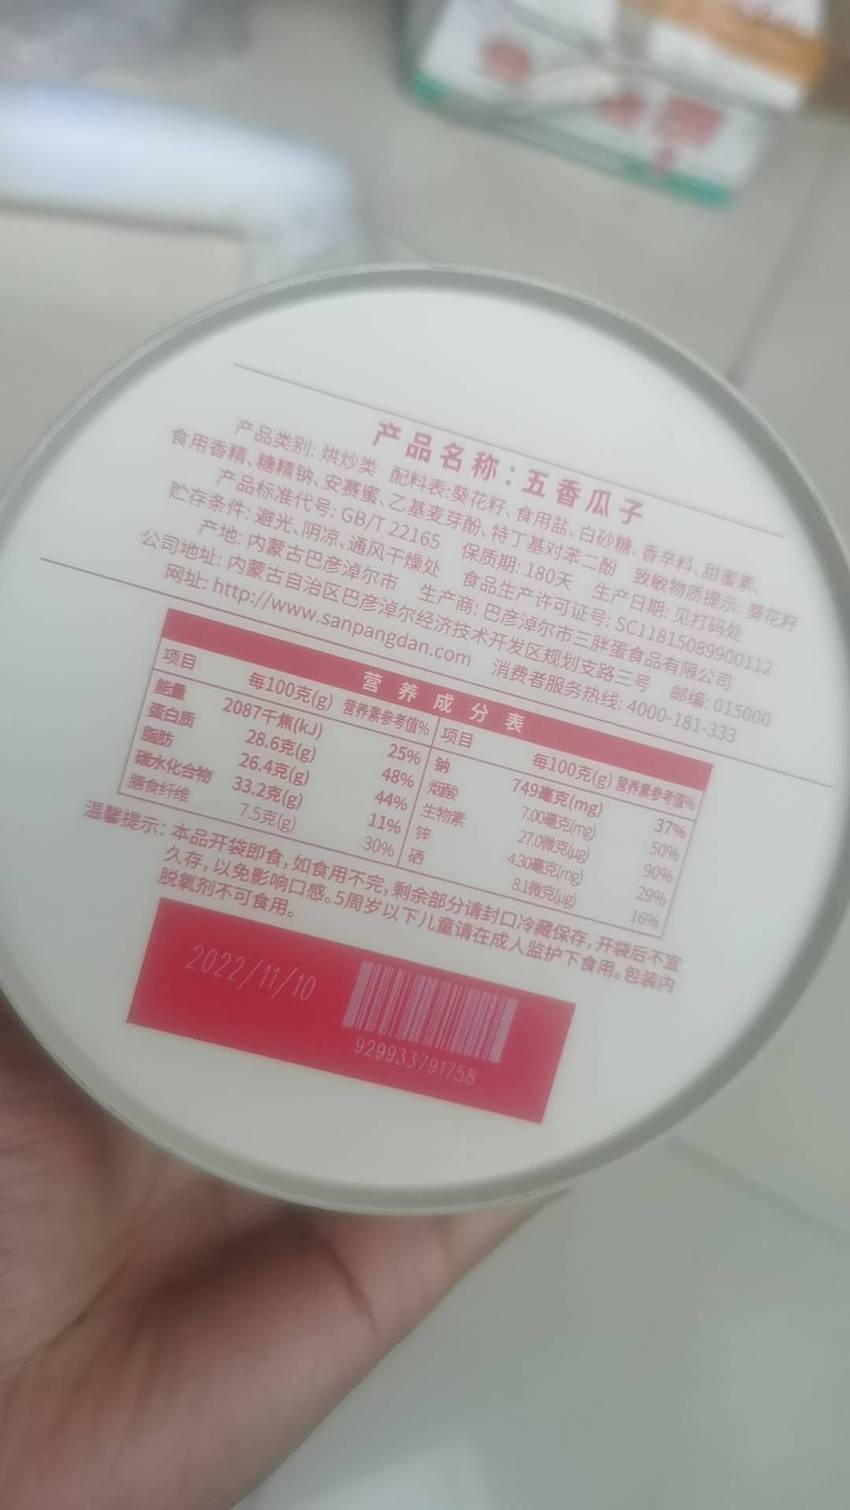 产品名称:五香瓜子
产品类别: 烘炒类 配料表:葵花籽、食用盐、白砂糖、香辛料、甜蜜素、
食用香精、糖精钠、安赛蜜、乙基麦芽酚、特丁基对苯二酚 致敏物质提示: 葵花籽
产品标准代号: GB/T 22165 保质期: 180天 生产日期: 见打码处
贮存条件: 避光、阴凉、通风干燥处 食品生产许可证号: SC11815089900112
产地: 内蒙古巴彦淖尔市 生产商: 巴彦淖尔市三胖蛋食品有限公司
公司地址: 内蒙古自治区巴彦淖尔经济技术开发区规划支路三号 邮编: 015000
网址: http://www.sanpangdan.com 消费者服务热线: 4000-181-333
营养成分表
项目 每100克(g) 营养素参考值% 项目 每100克(g) 营养素参考值%
能量 2087千焦(kJ) 25% 钠 749毫克(mg) 37%
蛋白质 28.6克(g) 48% 烟酸 7.00毫克(mg) 50%
脂肪 26.4克(g) 44% 生物素 27.0微克(μg) 90%
碳水化合物 33.2克(g) 11% 锌 4.30毫克(mg) 29%
膳食纤维 7.5克(g) 30% 硒 8.1微克(μg) 16%
温馨提示: 本品开袋即食, 如食用不完, 剩余部分请封口冷藏保存, 开袋后不宜
久存, 以免影响口感。5周岁以下儿童请在成人监护下食用。包装内
脱氧剂不可食用。
2022/11/10
929933791758